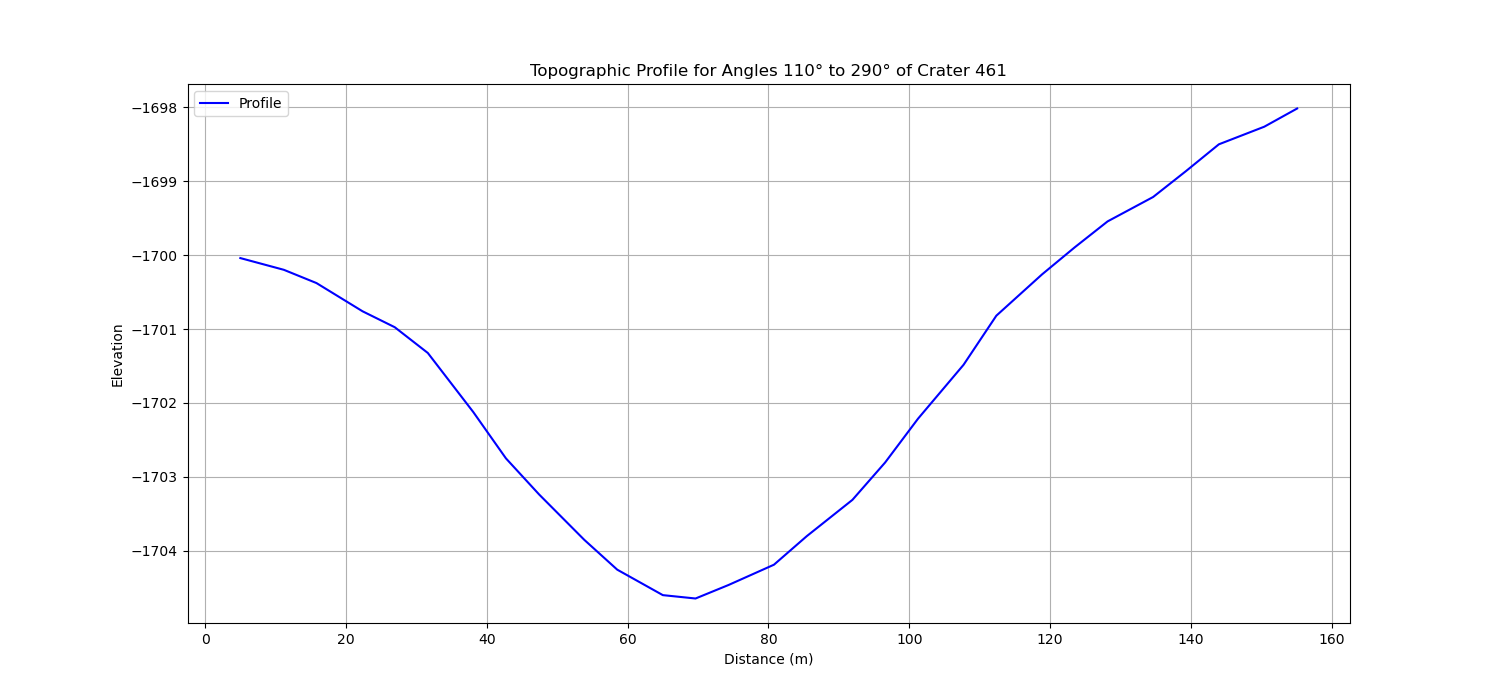 Topographic Profile for Angles 110° to 290° of Crater 461
Profile
−1698
−1699
−1700
−1701
−1702
−1703
−1704
Elevation
0 20 40 60 80 100 120 140 160
Distance (m)